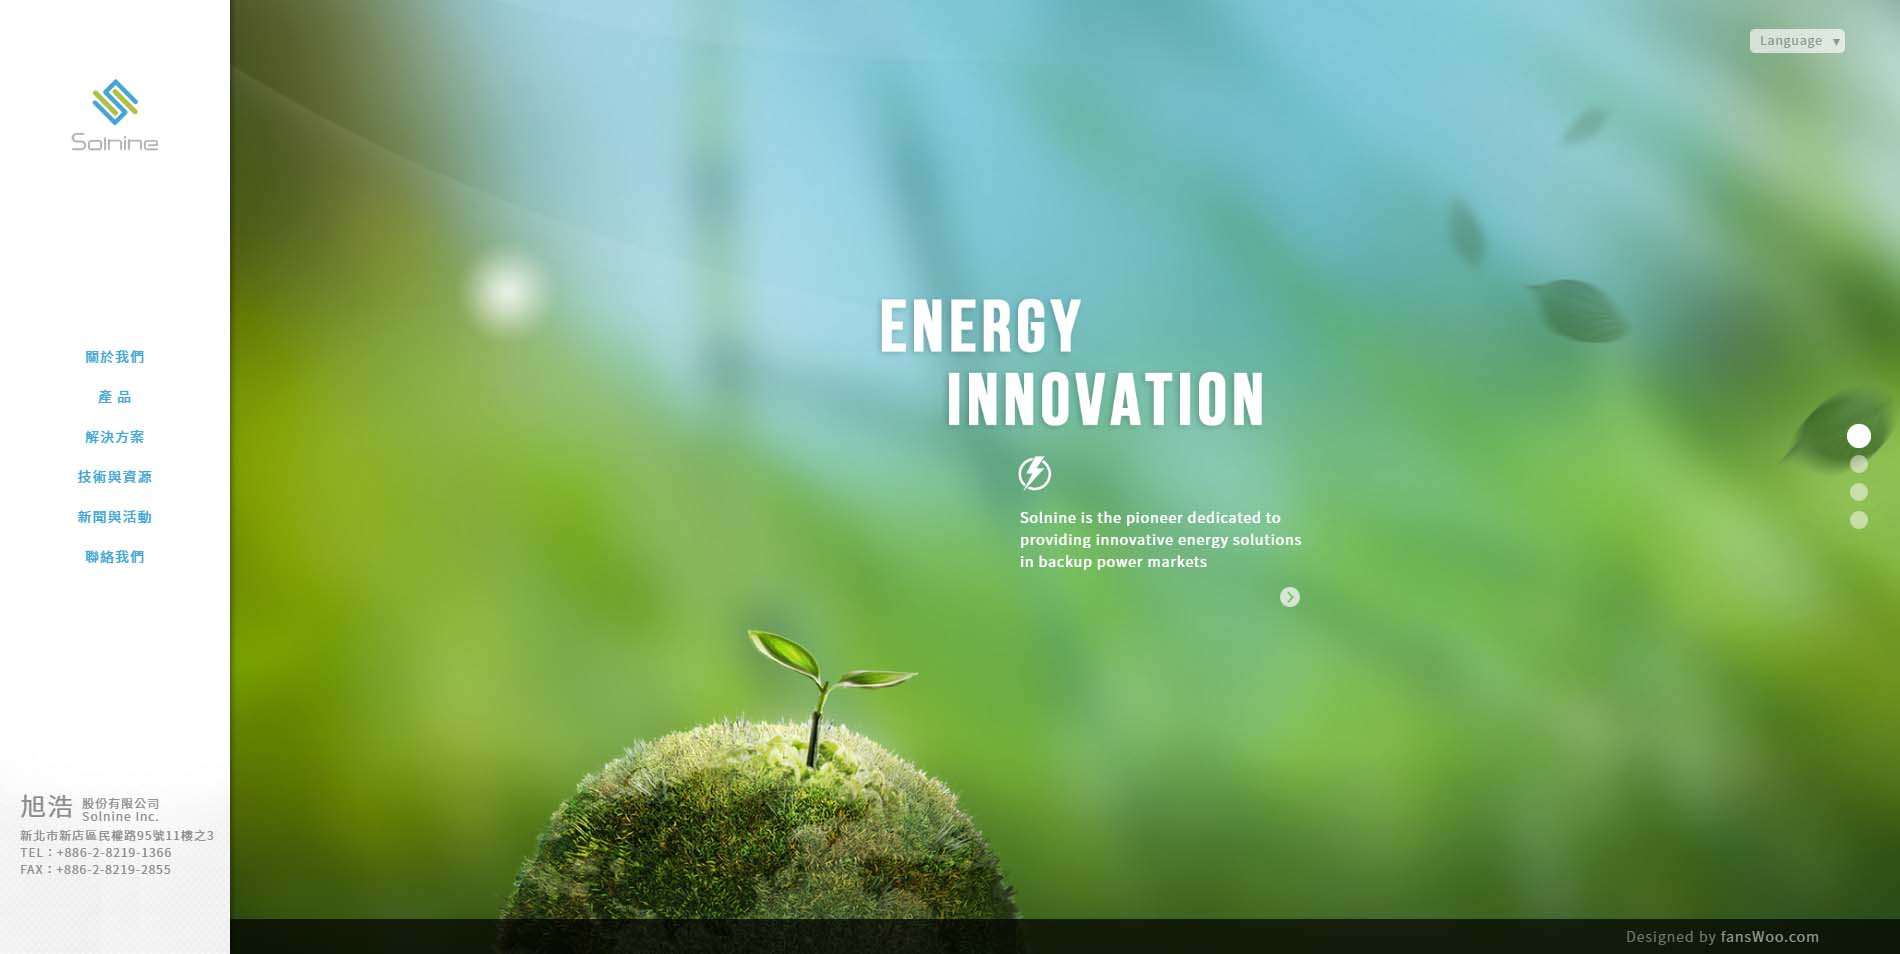 Solnine
關於我們
產 品
解決方案
技術與資源
新聞與活動
聯絡我們
旭浩 股份有限公司
Solnine Inc.
新北市新店區民權路95號11樓之3
TEL：+886-2-8219-1366
FAX：+886-2-8219-2855
Language
ENERGY
INNOVATION
Solnine is the pioneer dedicated to
providing innovative energy solutions
in backup power markets
Designed by fansWoo.com